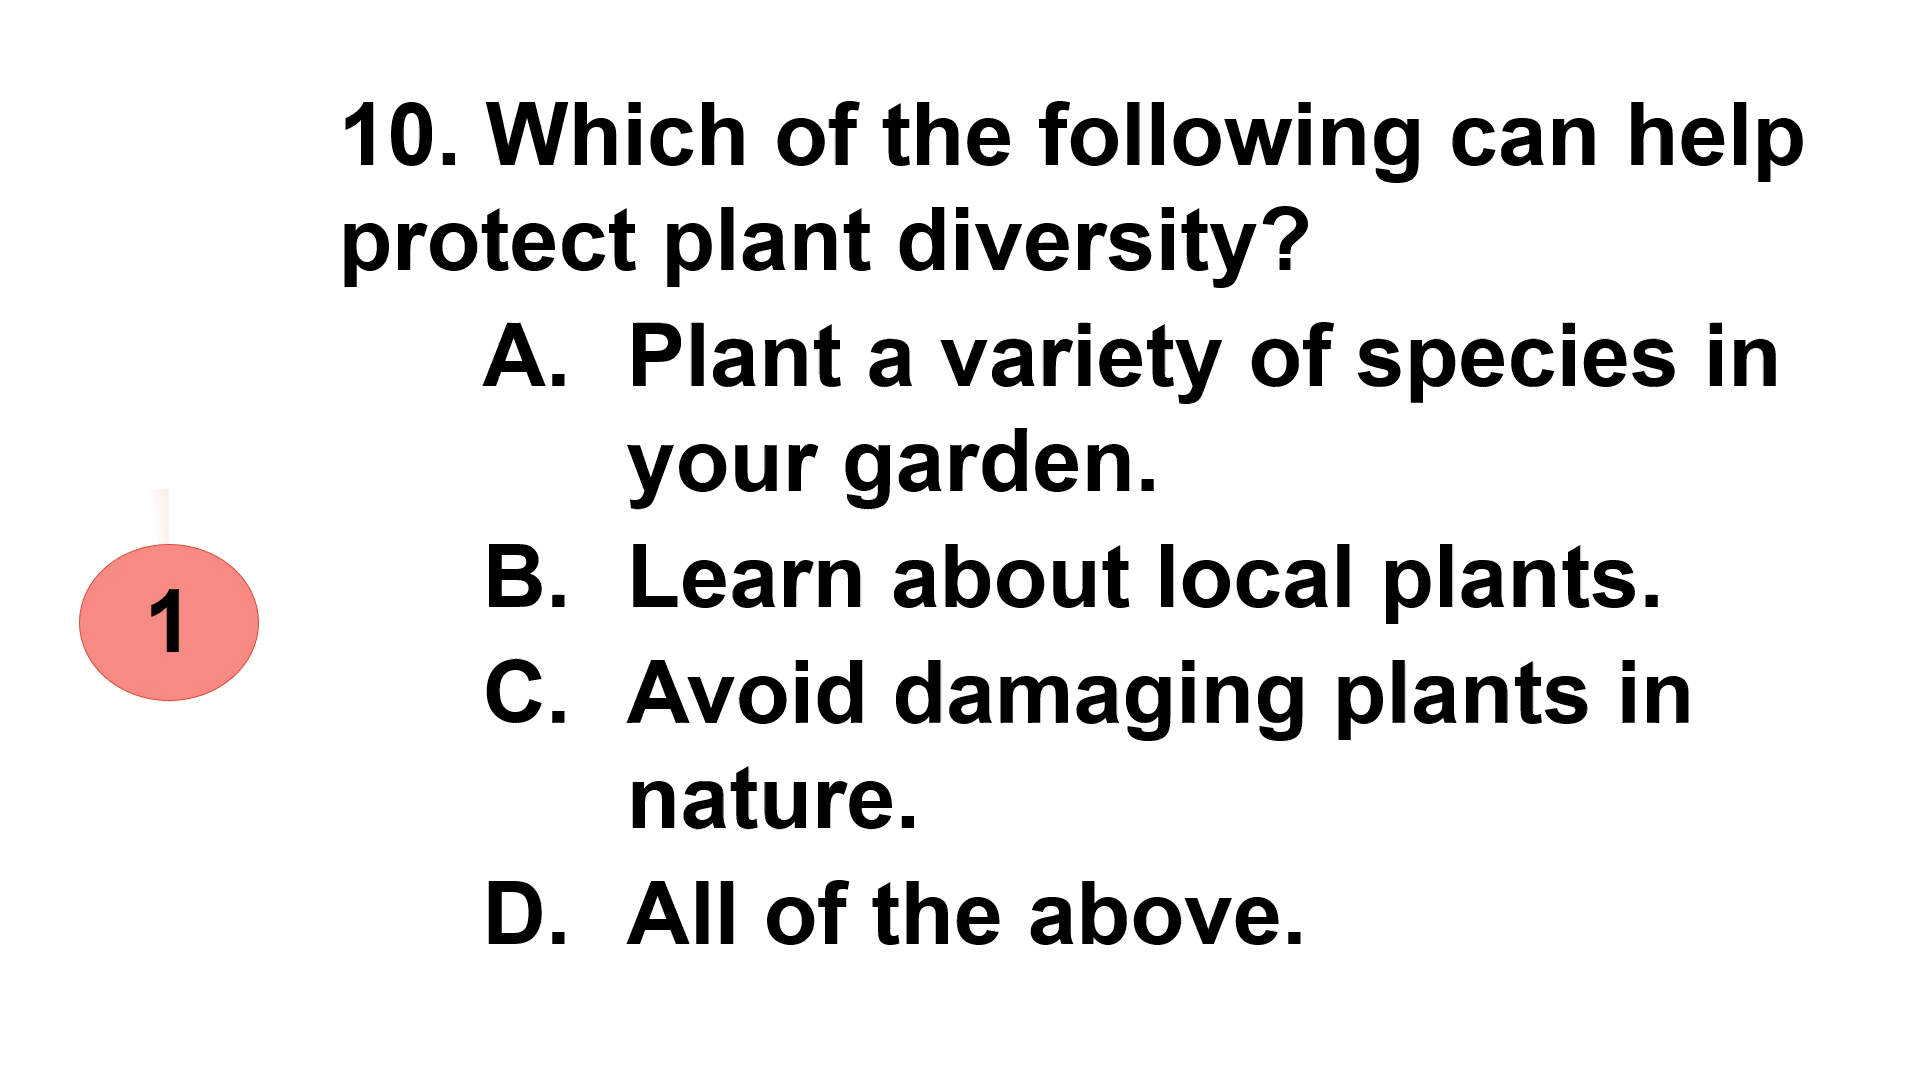 10. Which of the following can help
protect plant diversity?
A. Plant a variety of species in
your garden.
B. Learn about local plants.
C. Avoid damaging plants in
nature.
D. All of the above.
1